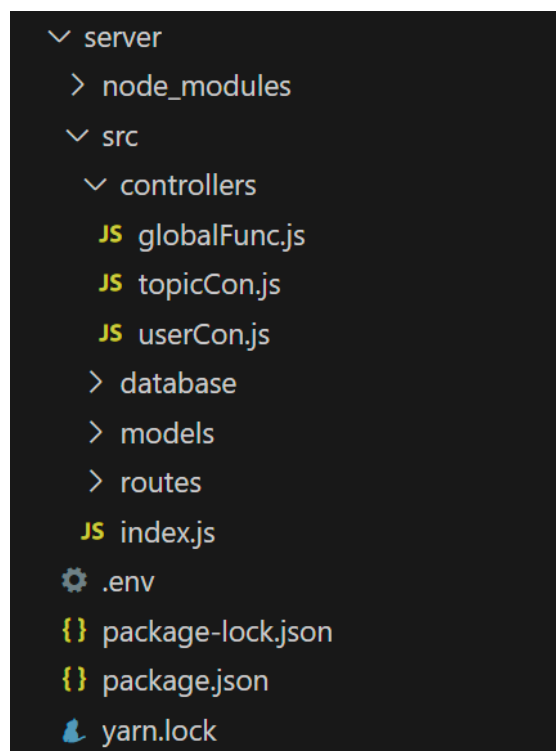 server
node_modules
src
controllers
JS globalFunc.js
JS topicCon.js
JS userCon.js
database
models
routes
JS index.js
.env
{} package-lock.json
{} package.json
yarn.lock